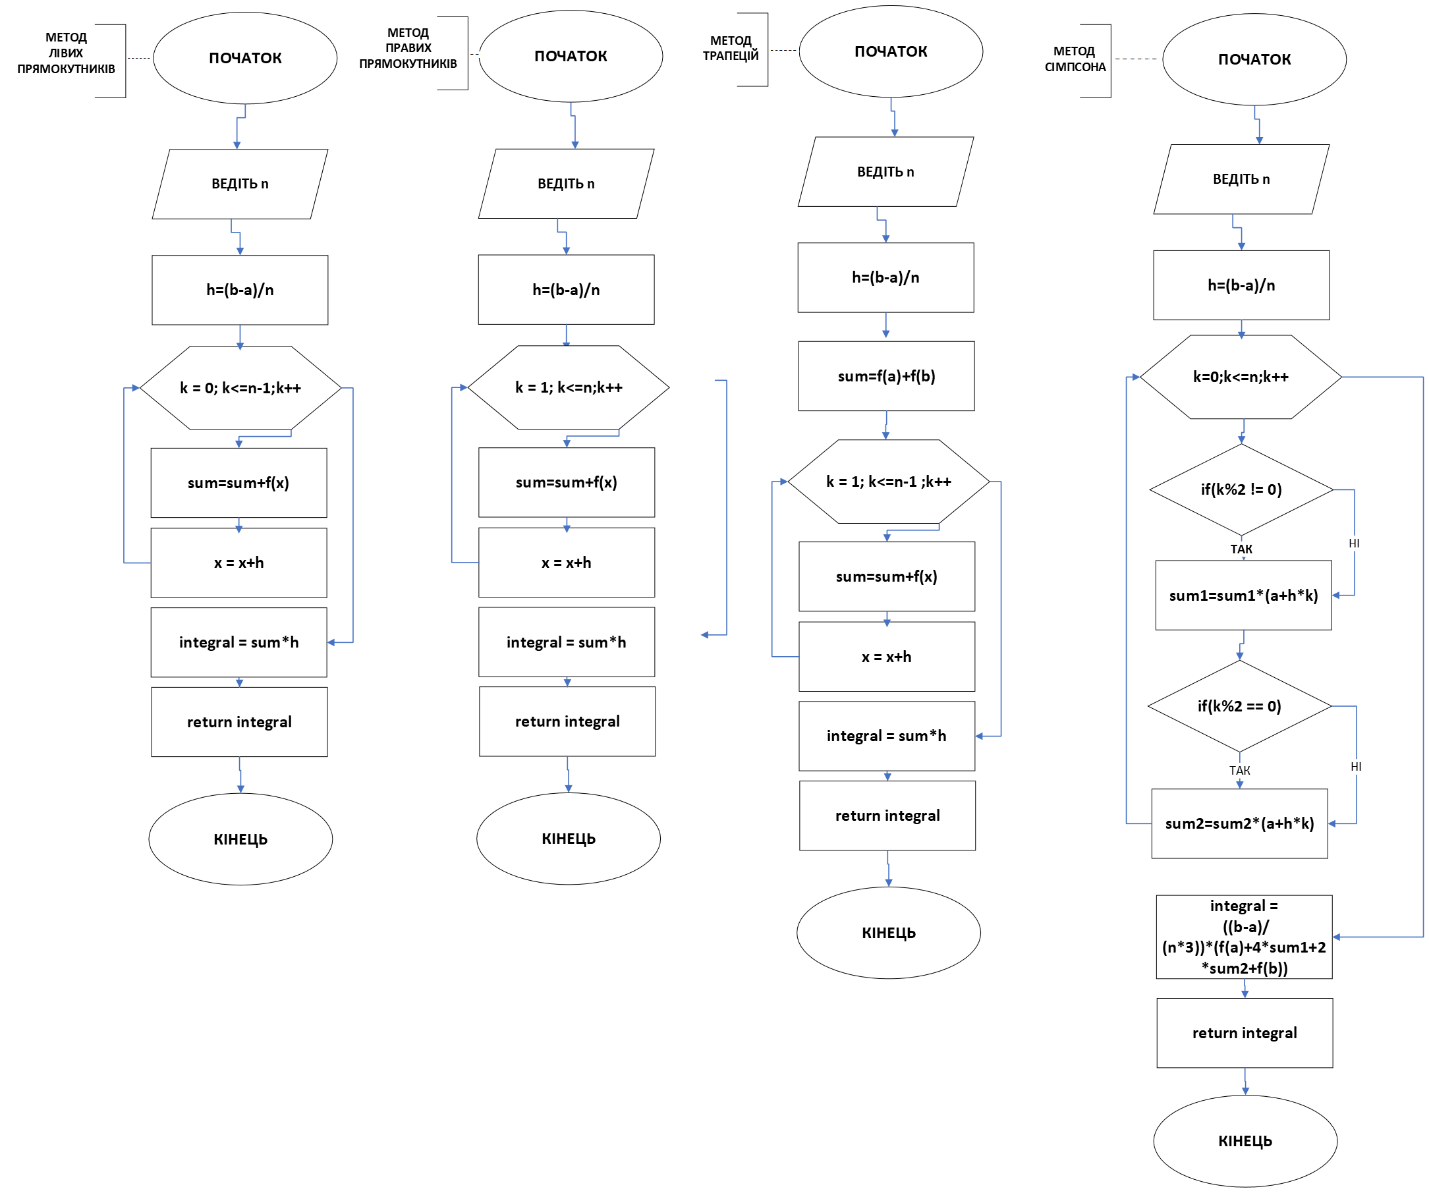 МЕТОД
ЛІВИХ
ПРЯМОКУТНИКІВ
ПОЧАТОК
ВЕДІТЬ n
h=(b-a)/n
k = 0; k<=n-1;k++
sum=sum+f(x)
x = x+h
integral = sum*h
return integral
КІНЕЦЬ
МЕТОД
ПРАВИХ
ПРЯМОКУТНИКІВ
ПОЧАТОК
ВЕДІТЬ n
h=(b-a)/n
k = 1; k<=n;k++
sum=sum+f(x)
x = x+h
integral = sum*h
return integral
КІНЕЦЬ
МЕТОД
ТРАПЕЦІЙ
ПОЧАТОК
ВЕДІТЬ n
h=(b-a)/n
sum=f(a)+f(b)
k = 1; k<=n-1 ;k++
sum=sum+f(x)
x = x+h
integral = sum*h
return integral
КІНЕЦЬ
МЕТОД
СІМПСОНА
ПОЧАТОК
ВЕДІТЬ n
h=(b-a)/n
k=0;k<=n;k++
if(k%2 != 0)
ТАК
НІ
sum1=sum1*(a+h*k)
if(k%2 == 0)
ТАК
НІ
sum2=sum2*(a+h*k)
integral =
((b-a)/
(n*3))*(f(a)+4*sum1+2
*sum2+f(b))
return integral
КІНЕЦЬ